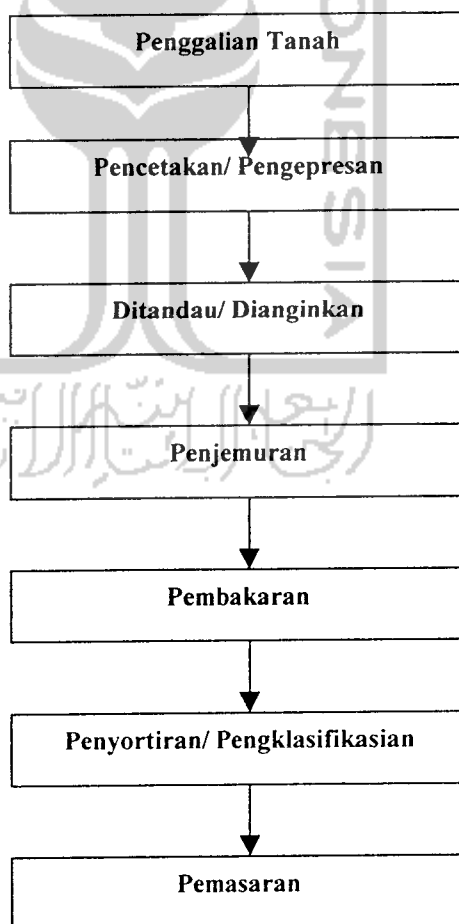 Penggalian Tanah
Pencetakan/ Pengepresan
Ditandau/ Dianginkan
Penjemuran
Pembakaran
Penyortiran/ Pengklasifikasian
Pemasaran